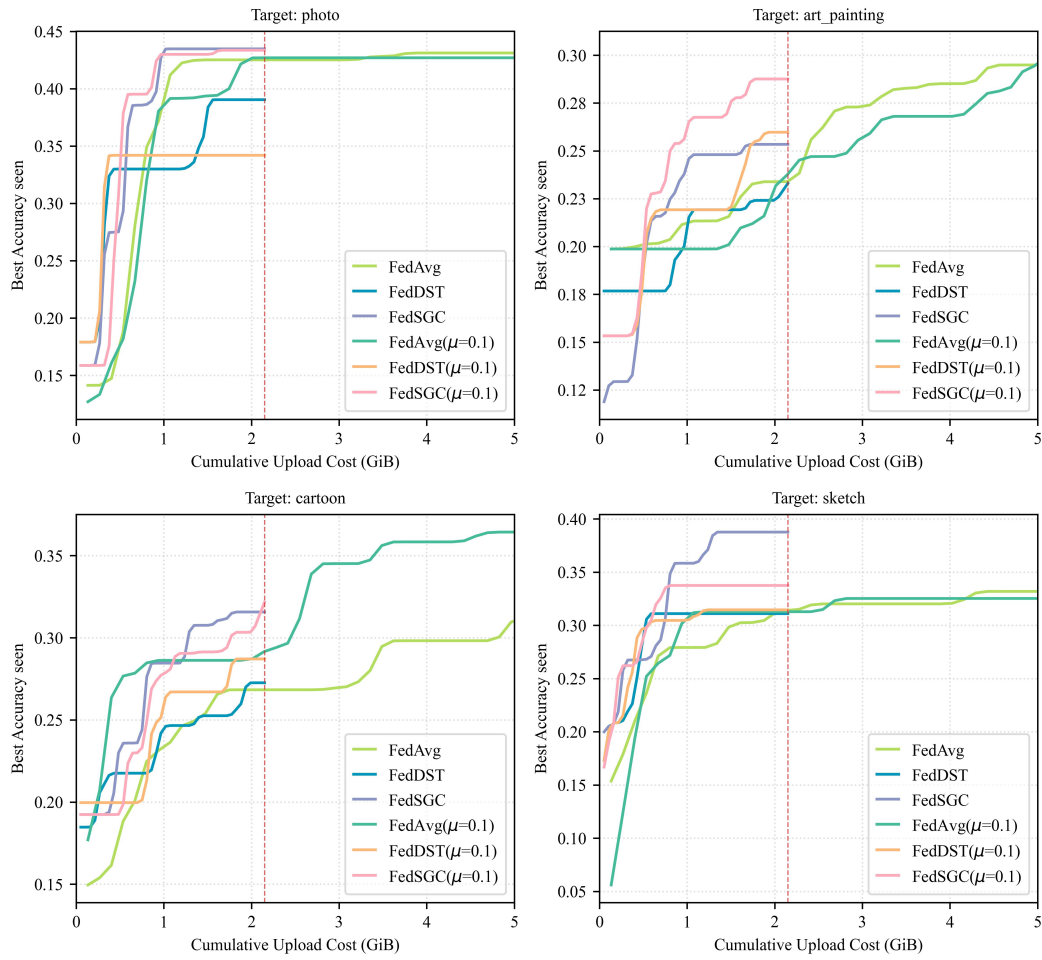 Target: photo
Best Accuracy seen
0.45
0.40
0.35
0.30
0.25
0.20
0.15
0 1 2 3 4 5
Cumulative Upload Cost (GiB)
FedAvg
FedDST
FedSGC
FedAvg(μ=0.1)
FedDST(μ=0.1)
FedSGC(μ=0.1)
Target: art_painting
Best Accuracy seen
0.30
0.28
0.25
0.23
0.20
0.18
0.15
0.12
0.10
0 1 2 3 4 5
Cumulative Upload Cost (GiB)
FedAvg
FedDST
FedSGC
FedAvg(μ=0.1)
FedDST(μ=0.1)
FedSGC(μ=0.1)
Target: cartoon
Best Accuracy seen
0.35
0.30
0.25
0.20
0.15
0 1 2 3 4 5
Cumulative Upload Cost (GiB)
FedAvg
FedDST
FedSGC
FedAvg(μ=0.1)
FedDST(μ=0.1)
FedSGC(μ=0.1)
Target: sketch
Best Accuracy seen
0.40
0.35
0.30
0.25
0.20
0.15
0.10
0.05
0 1 2 3 4 5
Cumulative Upload Cost (GiB)
FedAvg
FedDST
FedSGC
FedAvg(μ=0.1)
FedDST(μ=0.1)
FedSGC(μ=0.1)